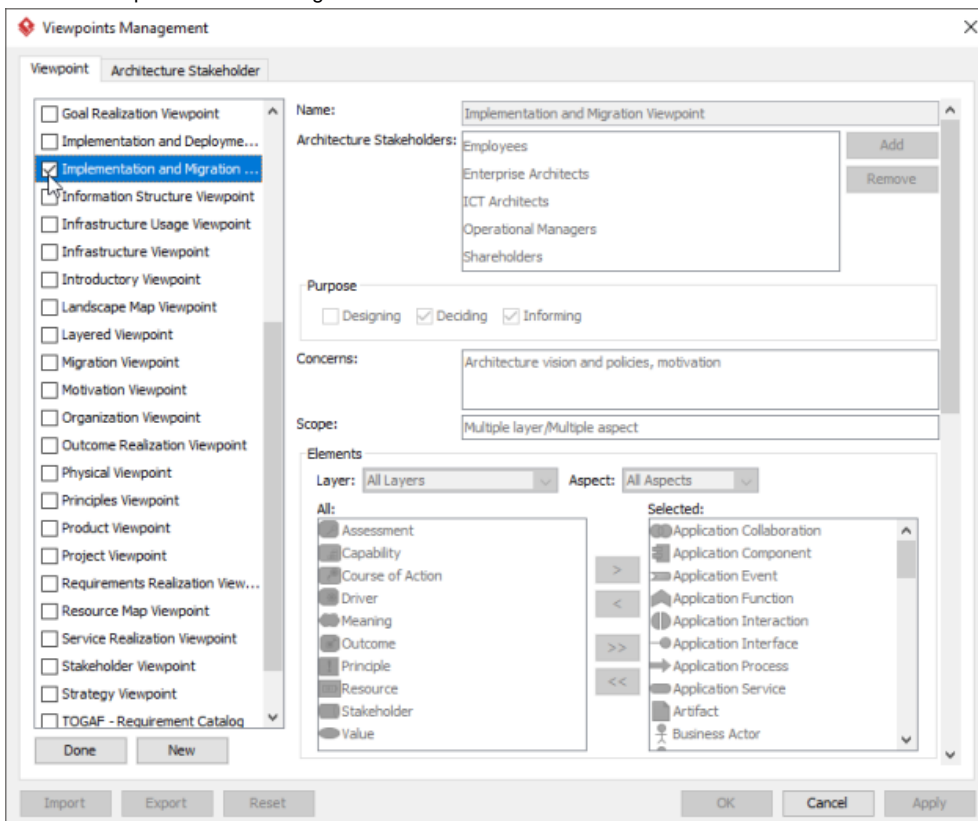 Viewpoints Management
Viewpoint Architecture Stakeholder
Goal Realization Viewpoint
Implementation and Deployme...
Implementation and Migration ...
Information Structure Viewpoint
Infrastructure Usage Viewpoint
Infrastructure Viewpoint
Introductory Viewpoint
Landscape Map Viewpoint
Layered Viewpoint
Migration Viewpoint
Motivation Viewpoint
Organization Viewpoint
Outcome Realization Viewpoint
Physical Viewpoint
Principles Viewpoint
Product Viewpoint
Project Viewpoint
Requirements Realization View...
Resource Map Viewpoint
Service Realization Viewpoint
Stakeholder Viewpoint
Strategy Viewpoint
TOGAF - Requirement Catalog
Done New
Name: Implementation and Migration Viewpoint
Architecture Stakeholders:
Employees
Enterprise Architects
ICT Architects
Operational Managers
Shareholders
Add
Remove
Purpose
Designing Deciding Informing
Concerns: Architecture vision and policies, motivation
Scope: Multiple layer/Multiple aspect
Elements
Layer: All Layers Aspect: All Aspects
All:
Assessment
Capability
Course of Action
Driver
Meaning
Outcome
Principle
Resource
Stakeholder
Value
>
<
>>
<<
Selected:
Application Collaboration
Application Component
Application Event
Application Function
Application Interaction
Application Interface
Application Process
Application Service
Artifact
Business Actor
Import Export Reset OK Cancel Apply